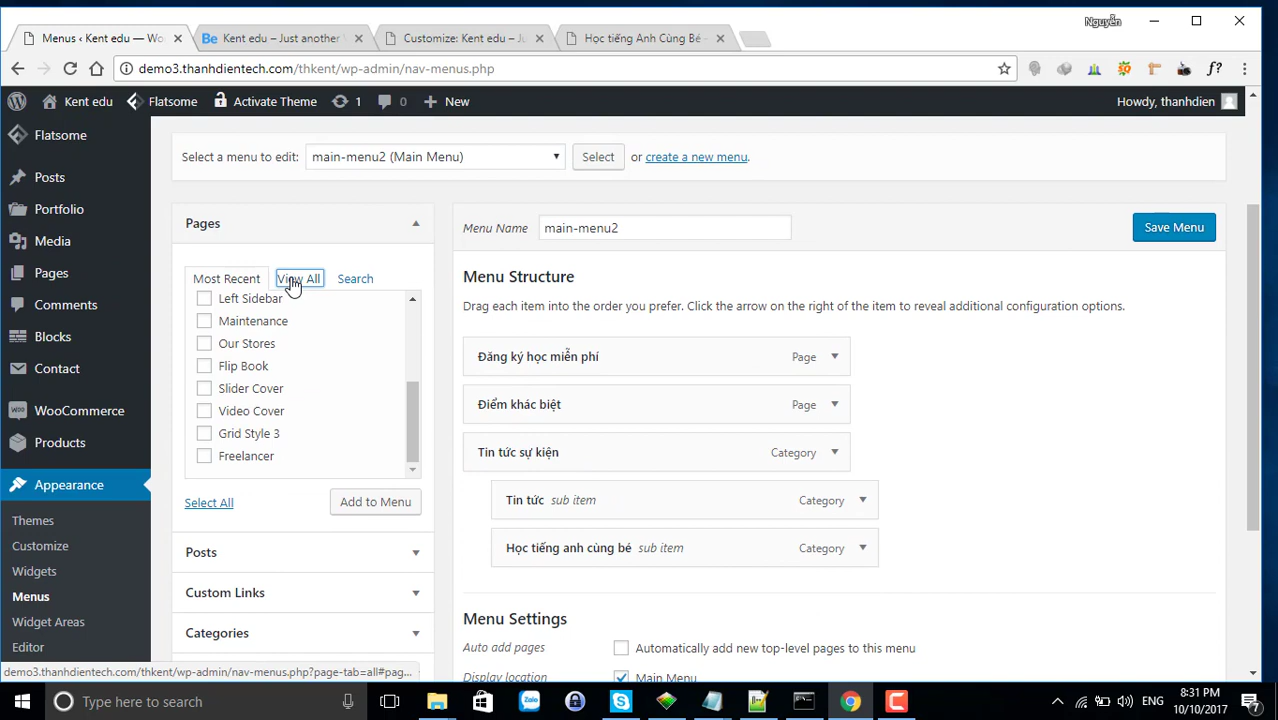 Nguyễn
Menus ‹ Kent edu — Wo
Be Kent edu – Just another
Customize: Kent edu – Ju
Học tiếng Anh Cùng Bé –
demo3.thanhdientech.com/thkent/wp-admin/nav-menus.php
Kent edu Flatsome Activate Theme 1 0 New Howdy, thanhdien
Flatsome
Posts
Portfolio
Media
Pages
Comments
Blocks
Contact
WooCommerce
Products
Appearance
Themes
Customize
Widgets
Menus
Widget Areas
Editor
Select a menu to edit: main-menu2 (Main Menu) Select or create a new menu.
Pages
Most Recent View All Search
Left Sidebar
Maintenance
Our Stores
Flip Book
Slider Cover
Video Cover
Grid Style 3
Freelancer
Select All Add to Menu
Posts
Custom Links
Categories
Menu Name main-menu2 Save Menu
Menu Structure
Drag each item into the order you prefer. Click the arrow on the right of the item to reveal additional configuration options.
Đăng ký học miễn phí Page
Điểm khác biệt Page
Tin tức sự kiện Category
Tin tức sub item Category
Học tiếng anh cùng bé sub item Category
Menu Settings
Auto add pages Automatically add new top-level pages to this menu
Display location Main Menu
demo3.thanhdientech.com/thkent/wp-admin/nav-menus.php?page-tab=all#pag...
Type here to search
Zalo
ENG
8:31 PM
10/10/2017
7